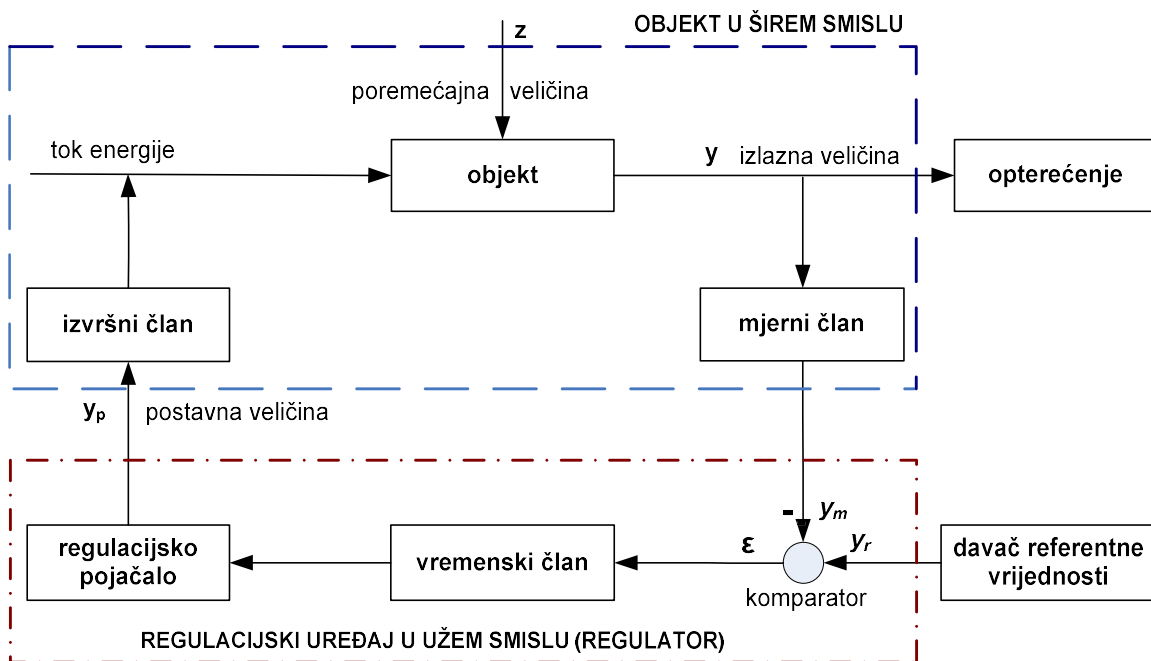 OBJEKT U ŠIREM SMISLU
z
poremećajna veličina
tok energije
objekt
y izlazna veličina
opterećenje
izvršni član
mjerni član
yₚ postavna veličina
- yₘ
regulacijsko
pojačalo
vremenski član
ε
yᵣ
komparator
davač referentne
vrijednosti
REGULACIJSKI UREĐAJ U UŽEM SMISLU (REGULATOR)